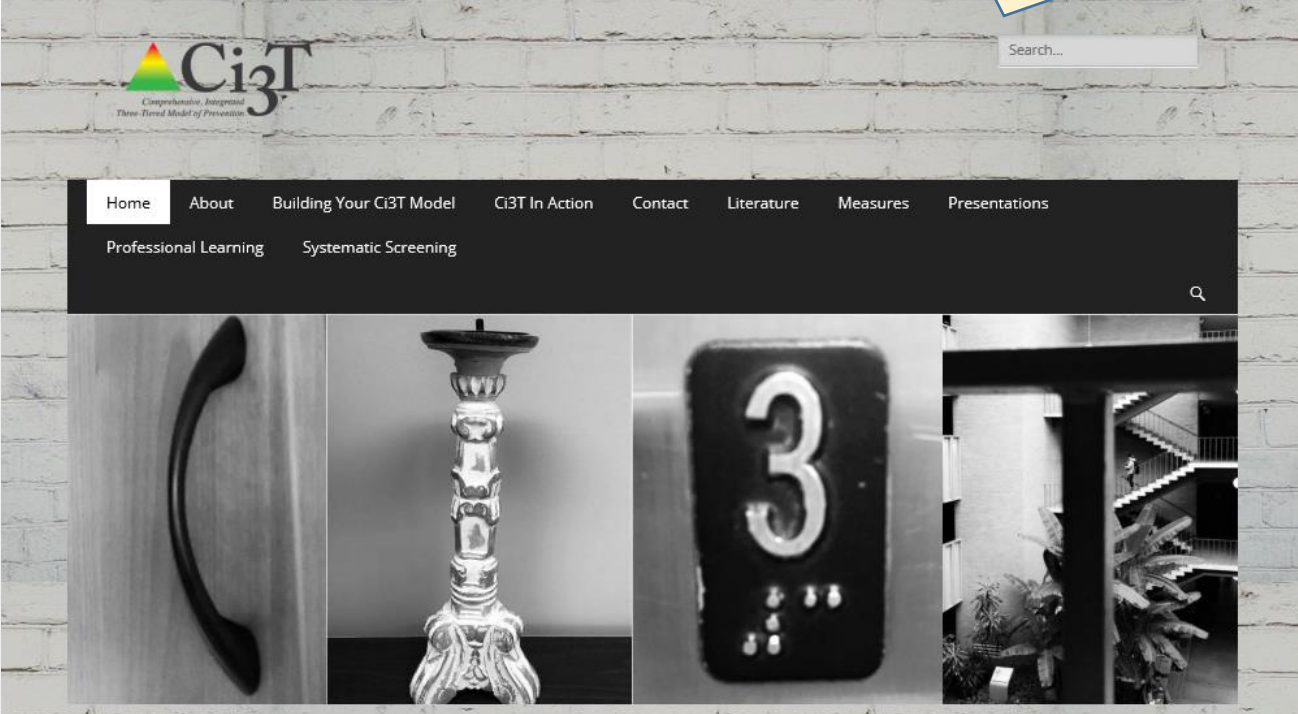 Ci3T
Comprehensive, Integrated
Three-Tiered Model of Prevention
Search...
Home About Building Your Ci3T Model Ci3T In Action Contact Literature Measures Presentations
Professional Learning Systematic Screening
3